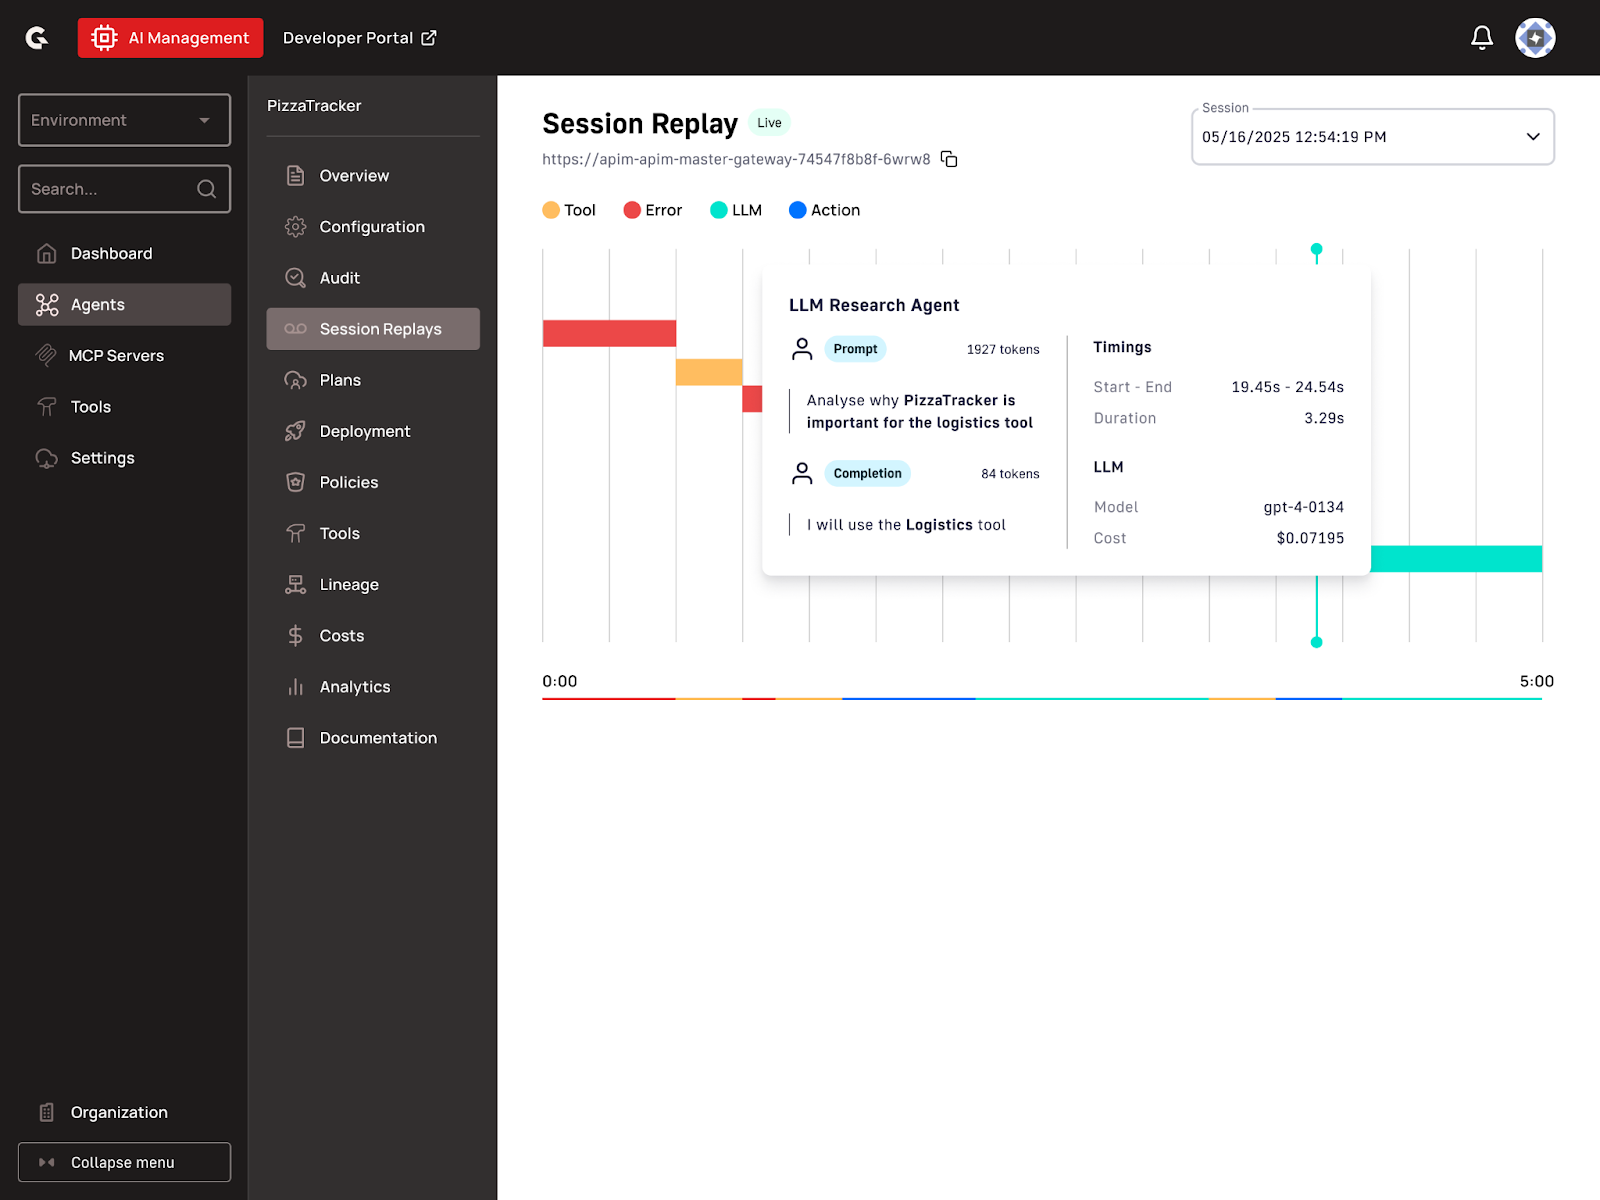 AI Management
Developer Portal
Environment
Search...
Dashboard
Agents
MCP Servers
Tools
Settings
Organization
Collapse menu
PizzaTracker
Overview
Configuration
Audit
Session Replays
Plans
Deployment
Policies
Tools
Lineage
Costs
Analytics
Documentation
Session Replay Live
https://apim-apim-master-gateway-74547f8b8f-6wrw8
Session
05/16/2025 12:54:19 PM
Tool Error LLM Action
LLM Research Agent
Prompt 1927 tokens
Analyse why PizzaTracker is
important for the logistics tool
Completion 84 tokens
I will use the Logistics tool
Timings
Start - End 19.45s - 24.54s
Duration 3.29s
LLM
Model gpt-4-0134
Cost $0.07195
0:00 5:00